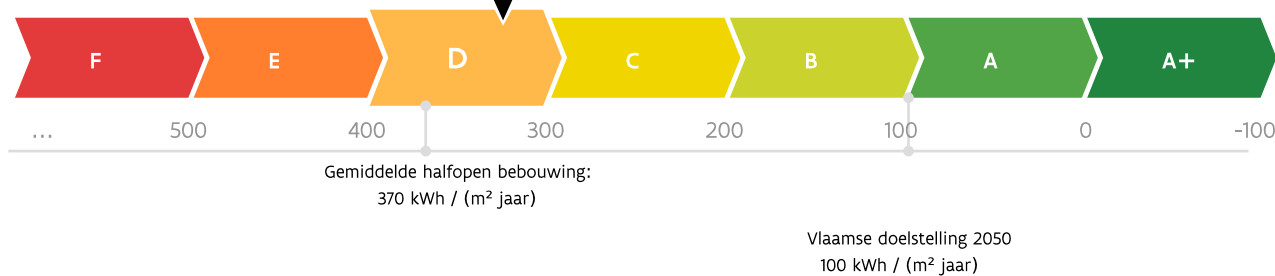 F E D C B A A+
... 500 400 300 200 100 0 -100
Gemiddelde halfopen bebouwing:
370 kWh / (m² jaar)
Vlaamse doelstelling 2050
100 kWh / (m² jaar)